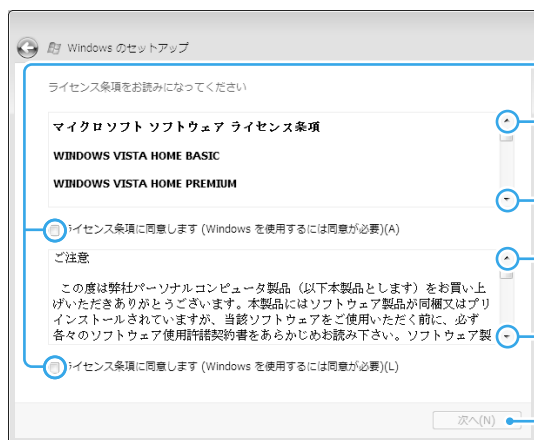 Windows のセットアップ
ライセンス条項をお読みになってください
マイクロソフト ソフトウェア ライセンス条項
WINDOWS VISTA HOME BASIC
WINDOWS VISTA HOME PREMIUM
ライセンス条項に同意します (Windows を使用するには同意が必要)(A)
ご注意
この度は弊社パーソナルコンピュータ製品（以下本製品とします）をお買い上
げいただきありがとうございます。本製品にはソフトウェア製品が同梱又はプリ
インストールされていますが、当該ソフトウェアをご使用いただく前に、必ず
各々のソフトウェア使用許諾契約書をあらかじめお読み下さい。ソフトウェア製
ライセンス条項に同意します (Windows を使用するには同意が必要)(L)
次へ(N)